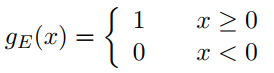 g_E(x) = { 1 x ≥ 0
0 x < 0